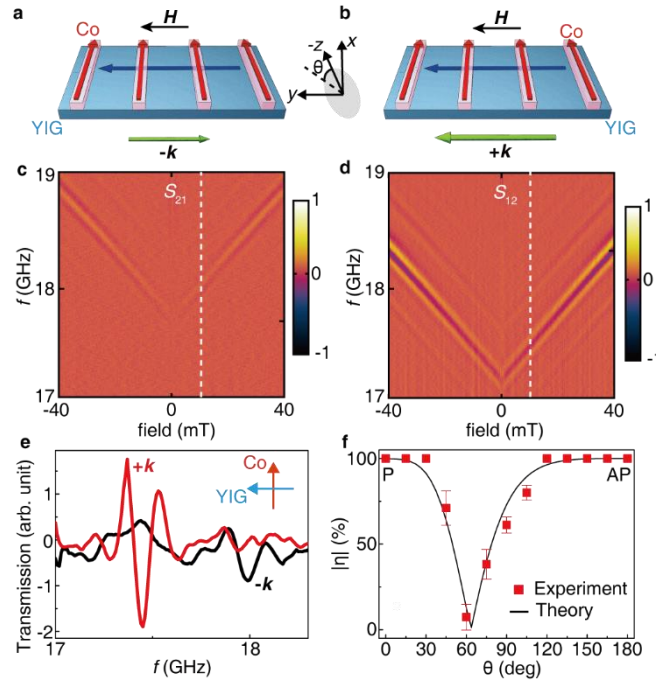 a
H
Co
YIG
-k
-z
θ
x
y
b
H
Co
YIG
+k
c
19
18
17
f (GHz)
S21
-40 0 40
field (mT)
1
0
-1
d
19
18
17
f (GHz)
S12
-40 0 40
field (mT)
1
0
-1
e
Transmission (arb. unit)
1
0
-1
-2
+k
-k
Co
YIG
17 18
f (GHz)
f
|η| (%)
100
50
0
P
AP
Experiment
Theory
0 30 60 90 120 150 180
θ (deg)